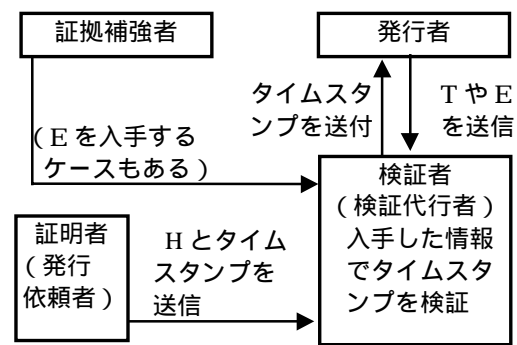 証拠補強者
発行者
タイムスタ
ンプを送付
TやE
を送信
(Eを入手する
ケースもある)
検証者
(検証代行者)
入手した情報
でタイムスタ
ンプを検証
証明者
(発行
依頼者)
Hとタイム
スタンプを
送信